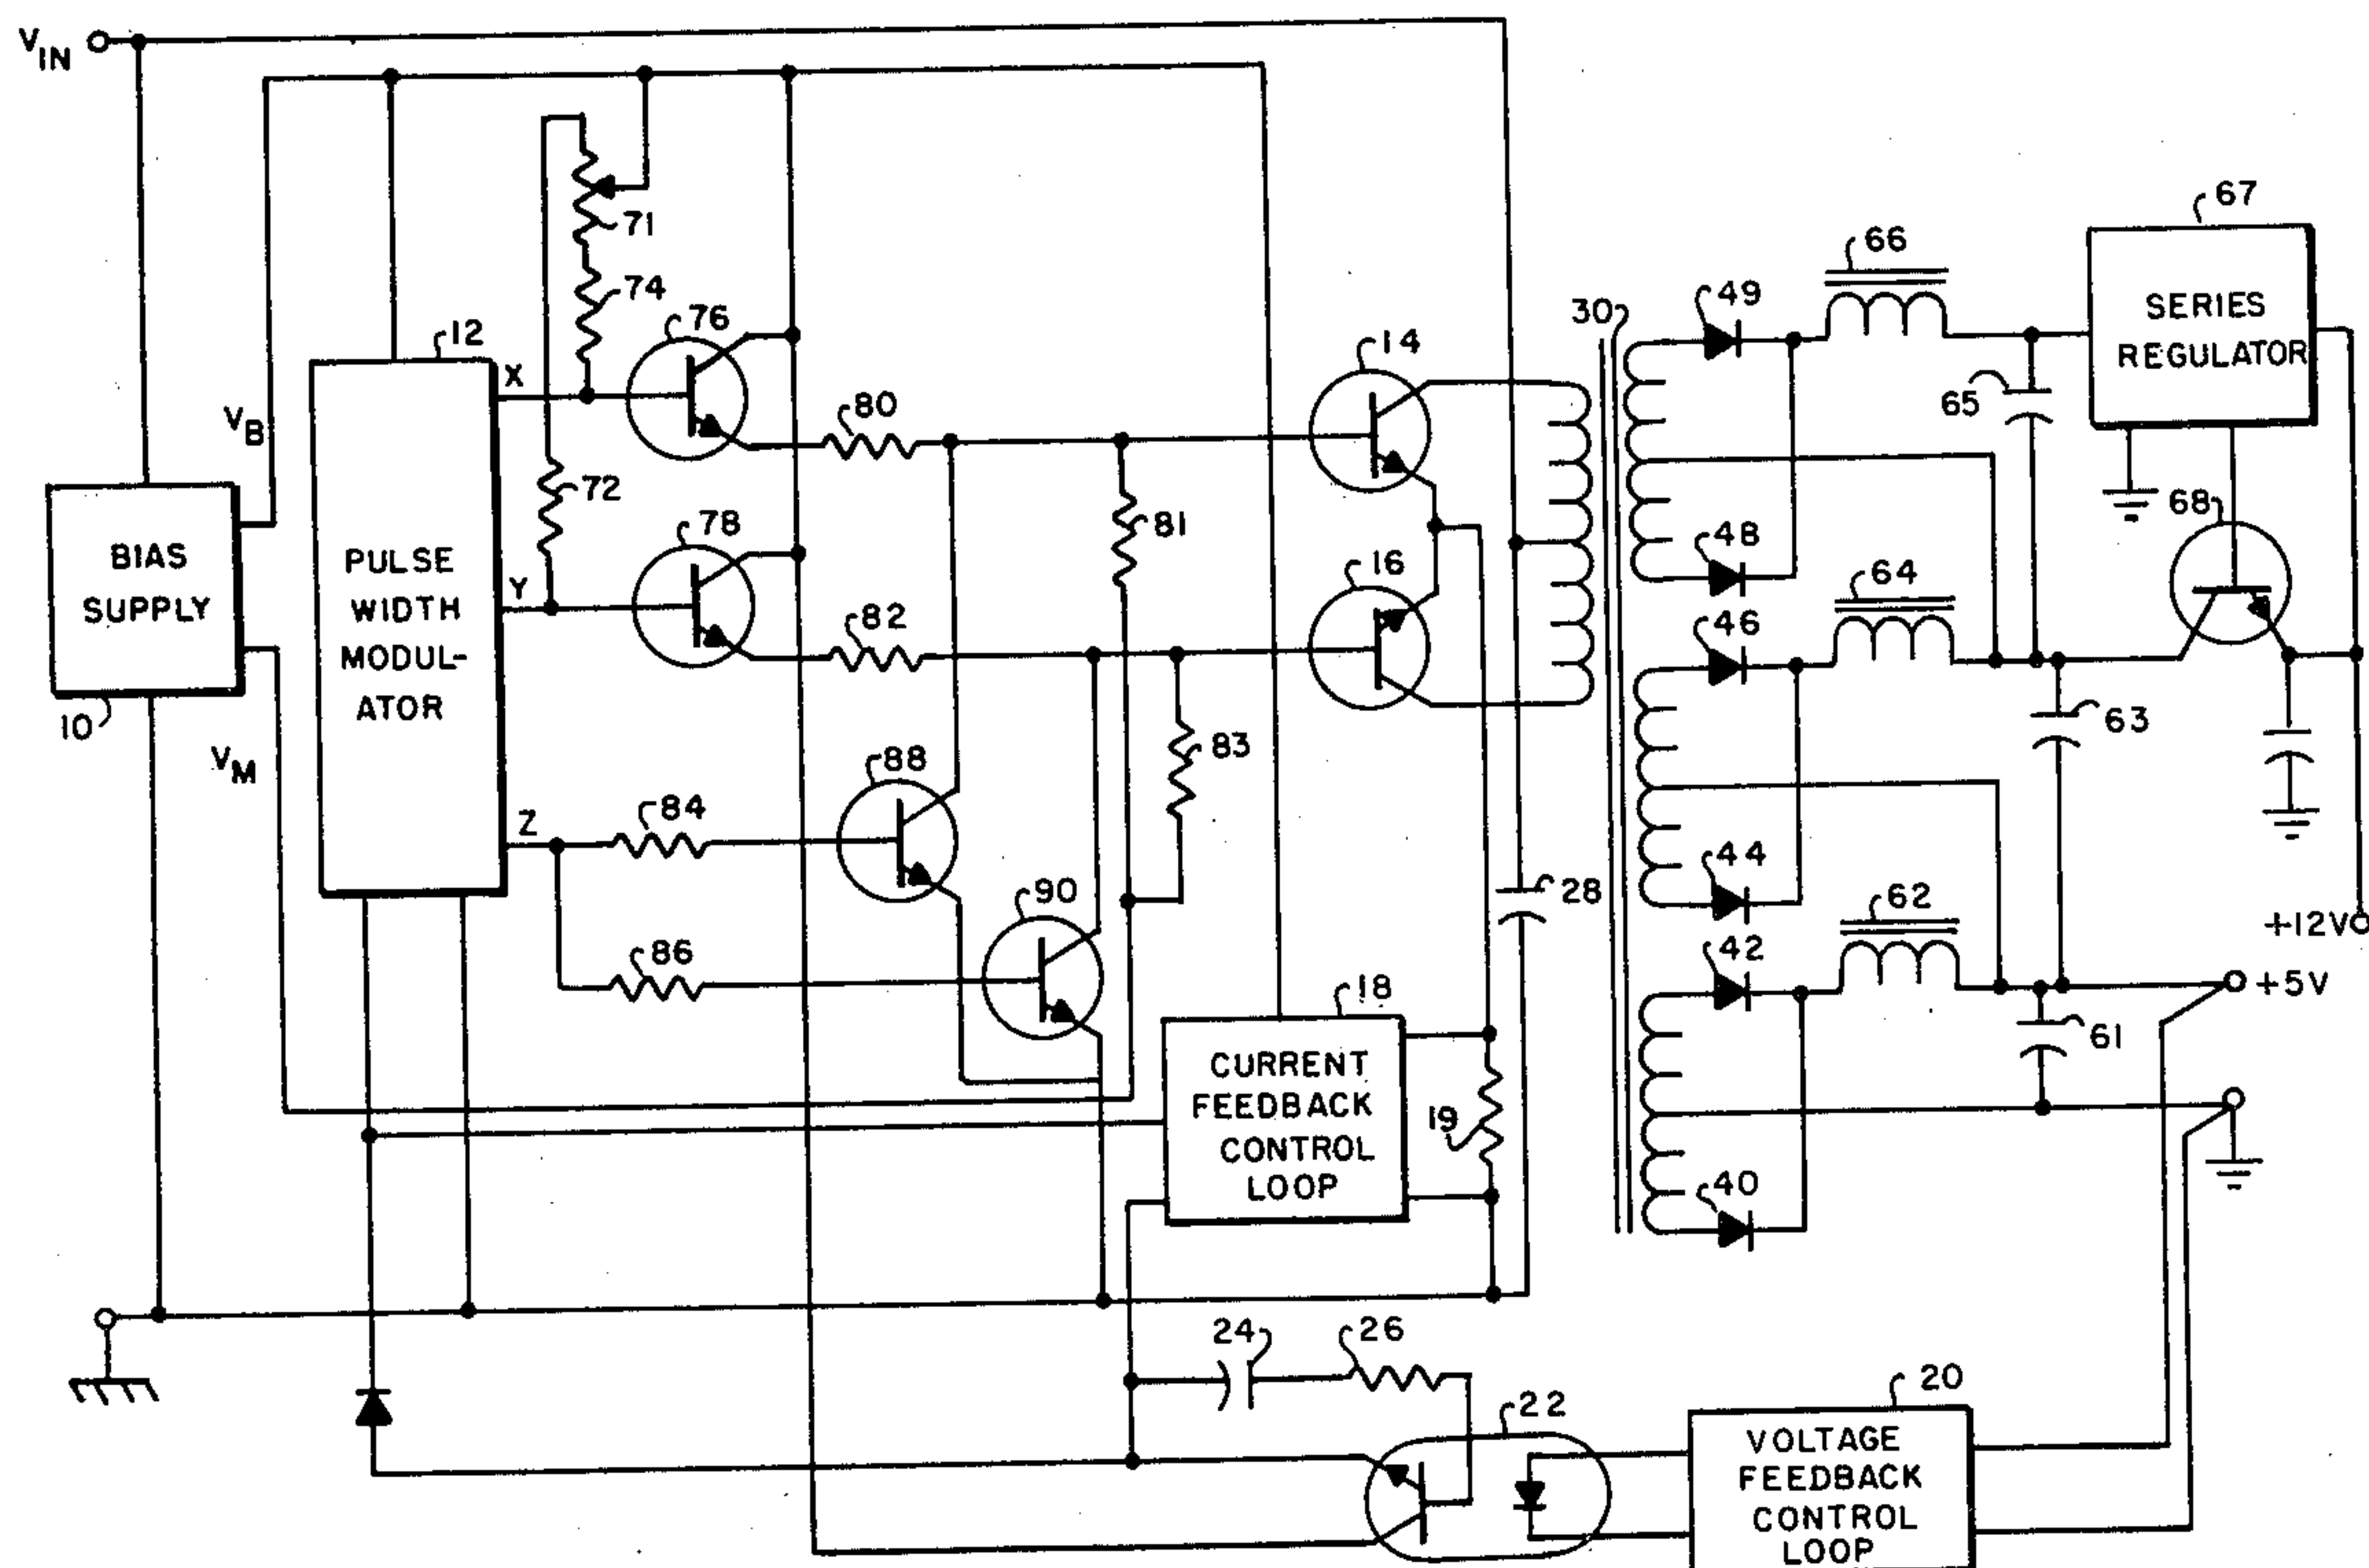 V_IN
71
67
66
SERIES
REGULATOR
49
30
74
76
12
X
14
80
65
V_B
72
81
68
48
BIAS
SUPPLY
10
PULSE
WIDTH
MODUL-
ATOR
Y
78
82
16
64
46
63
V_M
83
88
Z
84
44
28
62
+12V
90
86
42
+5V
18
61
CURRENT
FEEDBACK
CONTROL
LOOP
19
40
24
26
22
20
VOLTAGE
FEEDBACK
CONTROL
LOOP